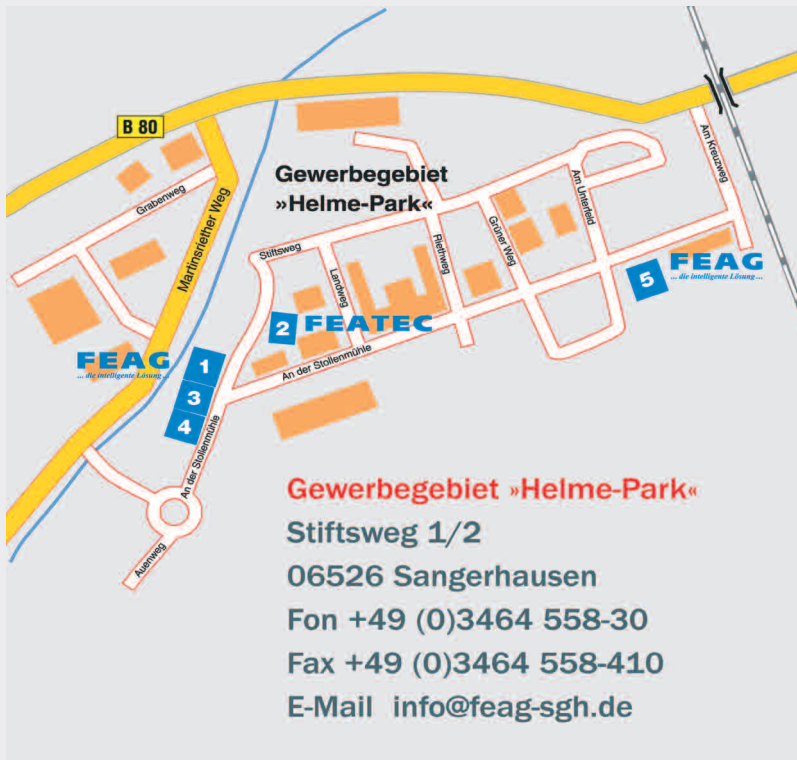 B 80
Am Kreuzweg
Gewerbegebiet
»Helme-Park«
Grabenweg
Martinsriether Weg
Am Unterfeld
Stiftsweg
Riethweg
Grüner Weg
Landweg
5
FEAG
... die intelligente Lösung ...
2
FEATEC
FEAG
... die intelligente Lösung ...
1
3
4
An der Stollenmühle
An der Stollenmühle
Auenweg
Gewerbegebiet »Helme-Park«
Stiftsweg 1/2
06526 Sangerhausen
Fon +49 (0)3464 558-30
Fax +49 (0)3464 558-410
E-Mail info@feag-sgh.de